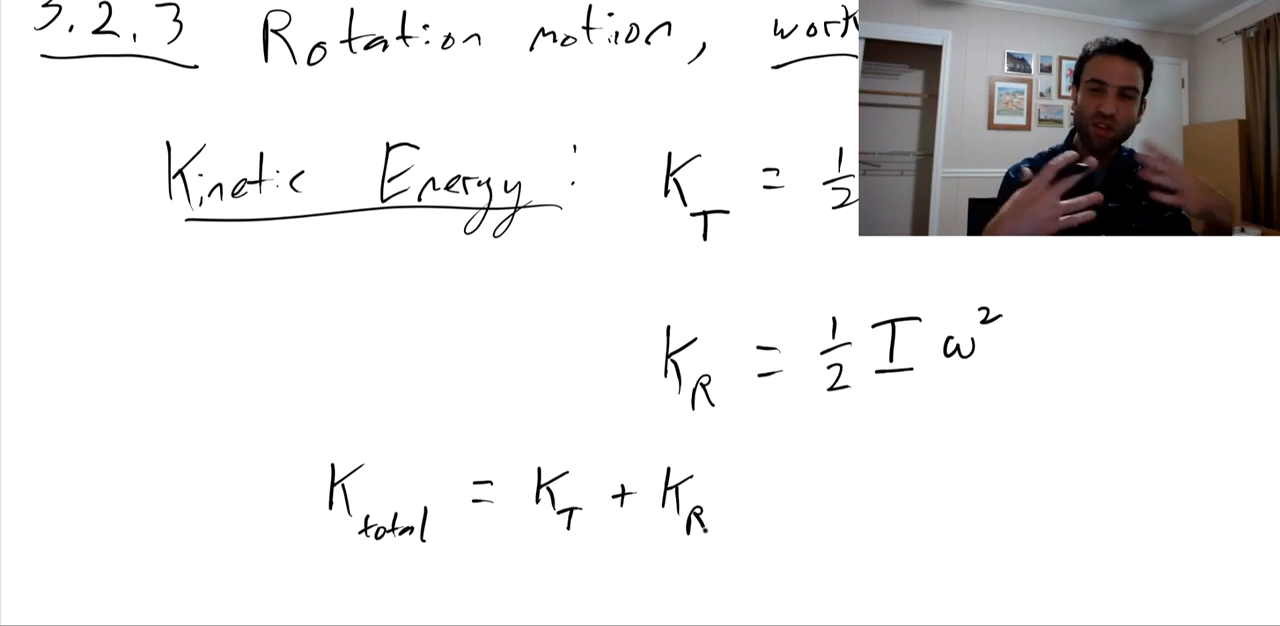 3.2.3 Rotation motion, work
Kinetic Energy: K_T = 1/2
K_R = 1/2 I ω²
K_total = K_T + K_R